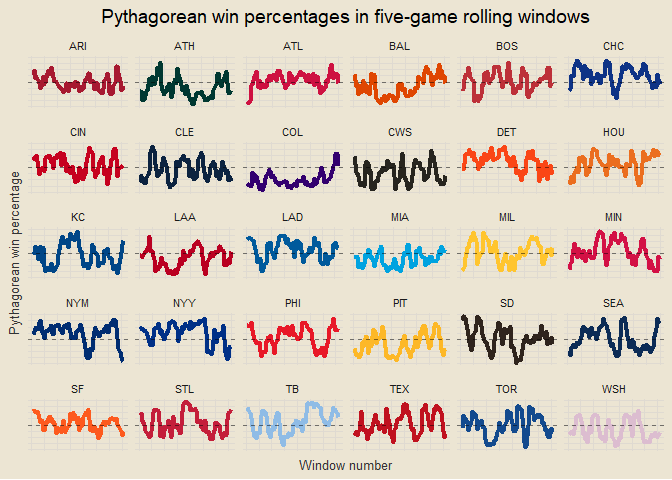 Pythagorean win percentages in five-game rolling windows
ARI ATH ATL BAL BOS CHC
CIN CLE COL CWS DET HOU
KC LAA LAD MIA MIL MIN
NYM NYY PHI PIT SD SEA
SF STL TB TEX TOR WSH
Pythagorean win percentage
Window number